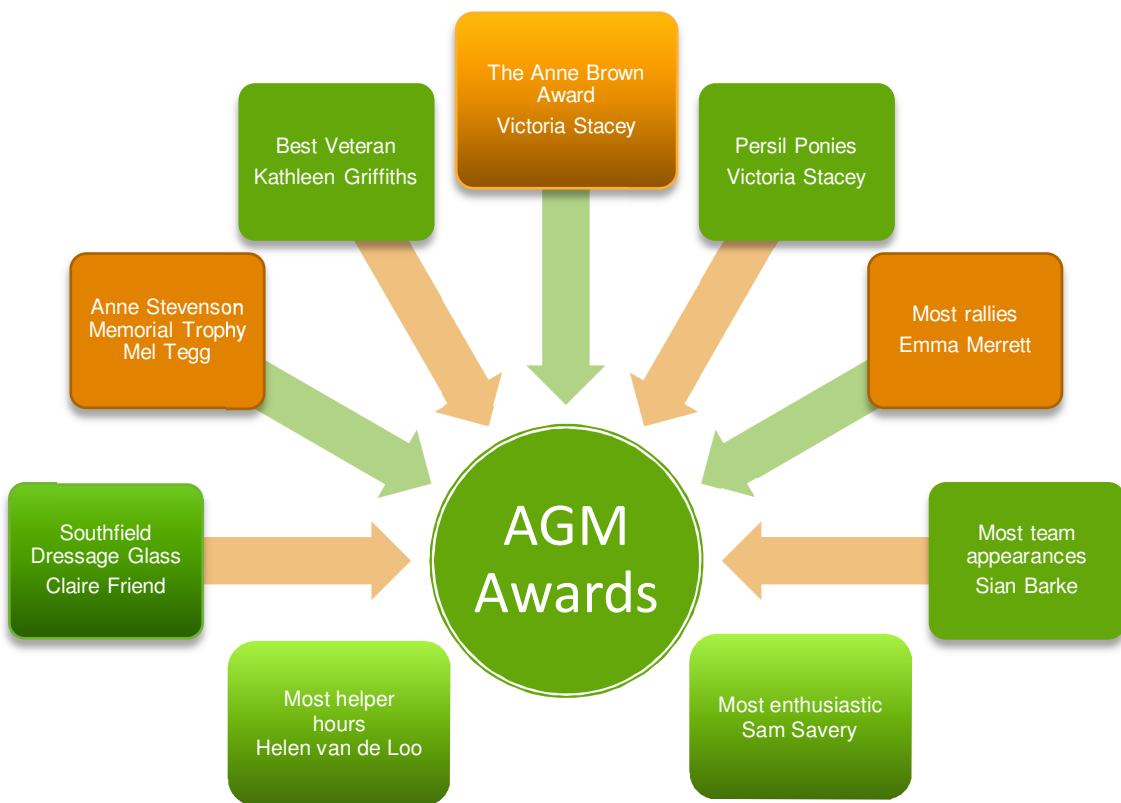 The Anne Brown
Award
Victoria Stacey
Best Veteran
Kathleen Griffiths
Persil Ponies
Victoria Stacey
Anne Stevenson
Memorial Trophy
Mel Tegg
Most rallies
Emma Merrett
Southfield
Dressage Glass
Claire Friend
AGM
Awards
Most team
appearances
Sian Barke
Most helper
hours
Helen van de Loo
Most enthusiastic
Sam Savery